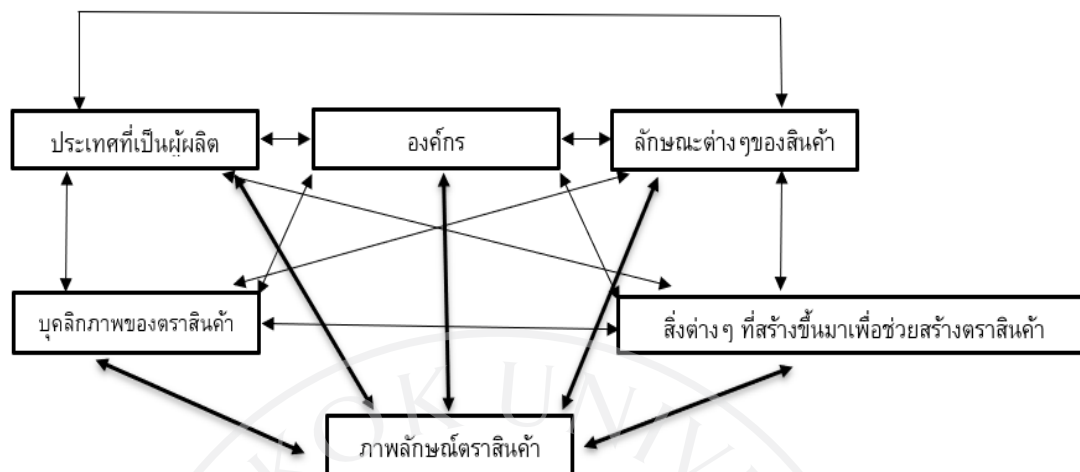 ประเทศที่เป็นผู้ผลิต
องค์กร
ลักษณะต่างๆของสินค้า
บุคลิกภาพของตราสินค้า
สิ่งต่างๆ ที่สร้างขึ้นมาเพื่อช่วยสร้างตราสินค้า
KOK UNIV
ภาพลักษณ์ตราสินค้า